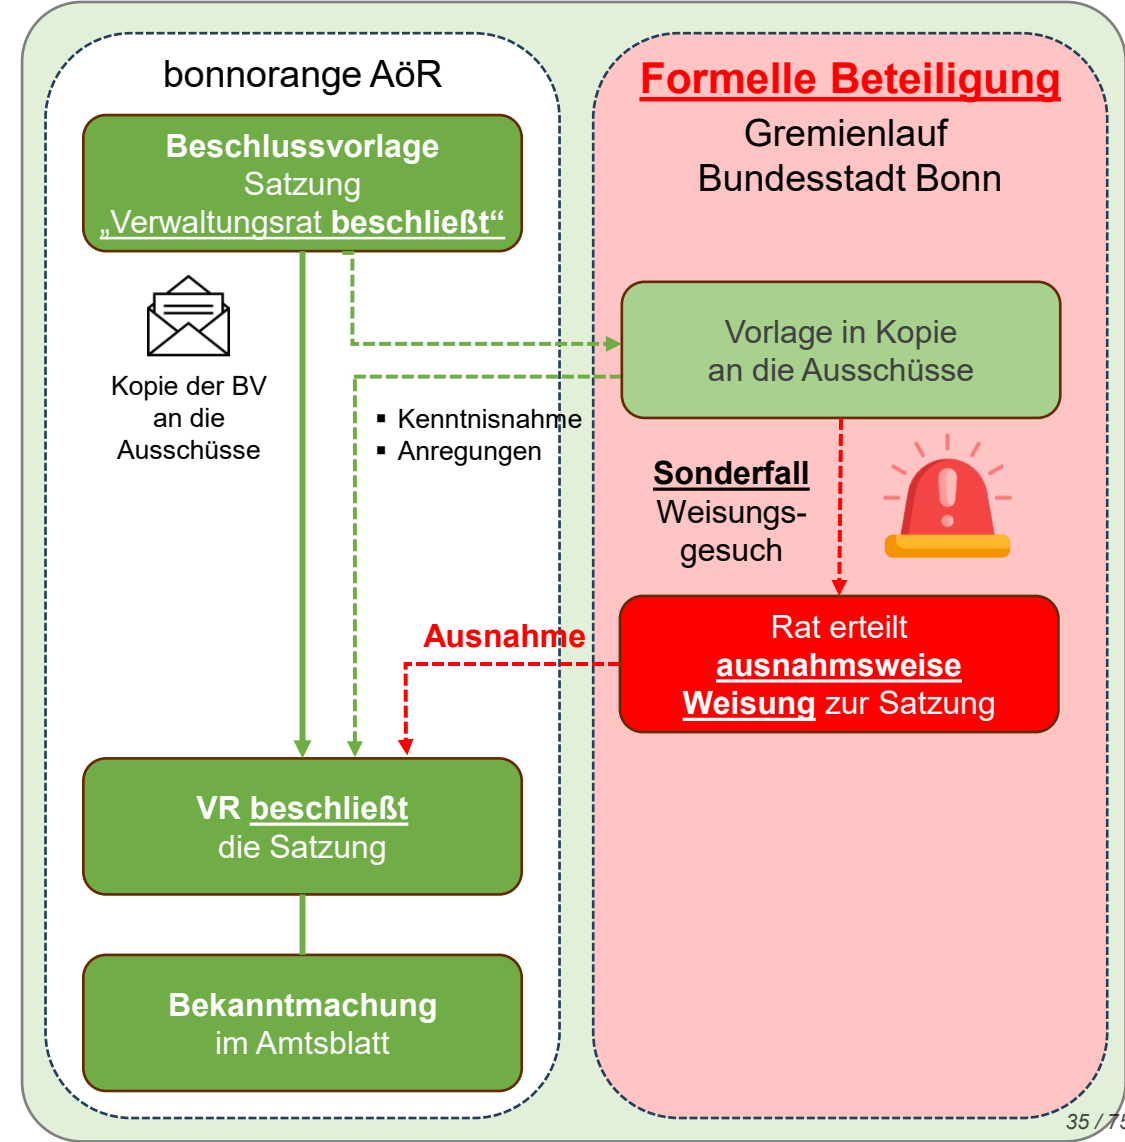 bonnorange AöR
Beschlussvorlage
Satzung
„Verwaltungsrat beschließt“
Kopie der BV
an die
Ausschüsse
▪ Kenntnisnahme
▪ Anregungen
Formelle Beteiligung
Gremienlauf
Bundesstadt Bonn
Vorlage in Kopie
an die Ausschüsse
Sonderfall
Weisungs-
gesuch
Rat erteilt
ausnahmsweise
Weisung zur Satzung
Ausnahme
VR beschließt
die Satzung
Bekanntmachung
im Amtsblatt
35 / 75